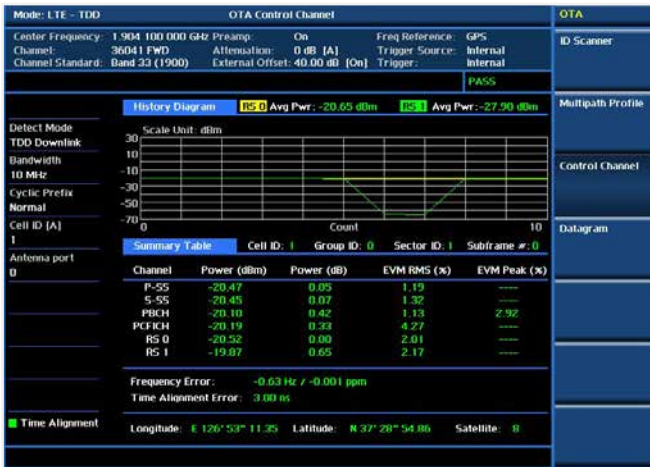 Mode: LTE - TDD OTA Control Channel OTA
Center Frequency: 1.904 100 000 GHz Preamp: On Freq Reference: GPS
Channel: 36041 FWD Attenuation: 0 dB [A] Trigger Source: Internal
Channel Standard: Band 33 (1900) External Offset: 40.00 dB [On] Trigger: Internal
PASS
ID Scanner
Multipath Profile
Control Channel
Datagram
Detect Mode
TDD Downlink
Bandwidth
10 MHz
Cyclic Prefix
Normal
Cell ID [A]
1
Antenna port
0
Time Alignment
History Diagram RS 0 Avg Pwr: -20.65 dBm RS 1 Avg Pwr: -27.90 dBm
Scale Unit: dBm
30
10
-10
-30
-50
-70
0 Count 10
Summary Table Cell ID: 1 Group ID: 0 Sector ID: 1 Subframe #: 0
Channel Power (dBm) Power (dB) EVM RMS (%) EVM Peak (%)
P-SS -20.47 0.05 1.19 ----
S-SS -20.45 0.07 1.32 ----
PBCH -20.10 0.42 1.13 2.92
PCFICH -20.19 0.33 4.27 ----
RS 0 -20.52 0.00 2.01 ----
RS 1 -19.87 0.65 2.17 ----
Frequency Error: -0.63 Hz / -0.001 ppm
Time Alignment Error: 3.00 ns
Longitude: E 126° 53" 11.35 Latitude: N 37° 28" 54.86 Satellite: 8